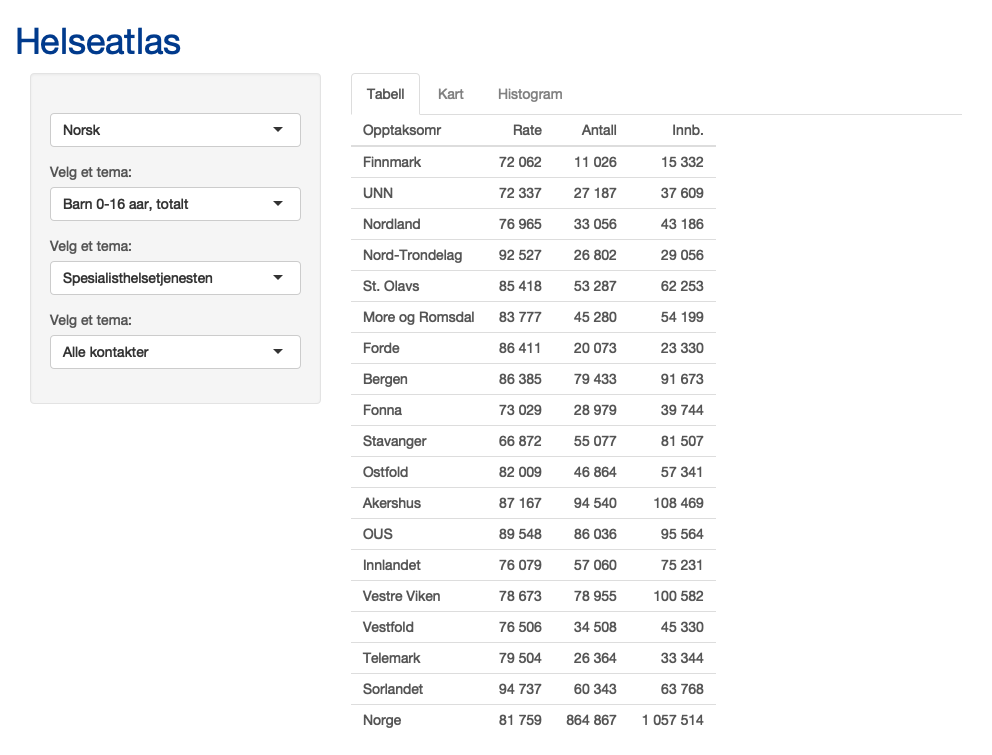 Helseatlas
Norsk
Velg et tema:
Barn 0-16 aar, totalt
Velg et tema:
Spesialisthelsetjenesten
Velg et tema:
Alle kontakter
Tabell Kart Histogram
Opptaksomr Rate Antall Innb.
Finnmark 72 062 11 026 15 332
UNN 72 337 27 187 37 609
Nordland 76 965 33 056 43 186
Nord-Trondelag 92 527 26 802 29 056
St. Olavs 85 418 53 287 62 253
More og Romsdal 83 777 45 280 54 199
Forde 86 411 20 073 23 330
Bergen 86 385 79 433 91 673
Fonna 73 029 28 979 39 744
Stavanger 66 872 55 077 81 507
Ostfold 82 009 46 864 57 341
Akershus 87 167 94 540 108 469
OUS 89 548 86 036 95 564
Innlandet 76 079 57 060 75 231
Vestre Viken 78 673 78 955 100 582
Vestfold 76 506 34 508 45 330
Telemark 79 504 26 364 33 344
Sorlandet 94 737 60 343 63 768
Norge 81 759 864 867 1 057 514